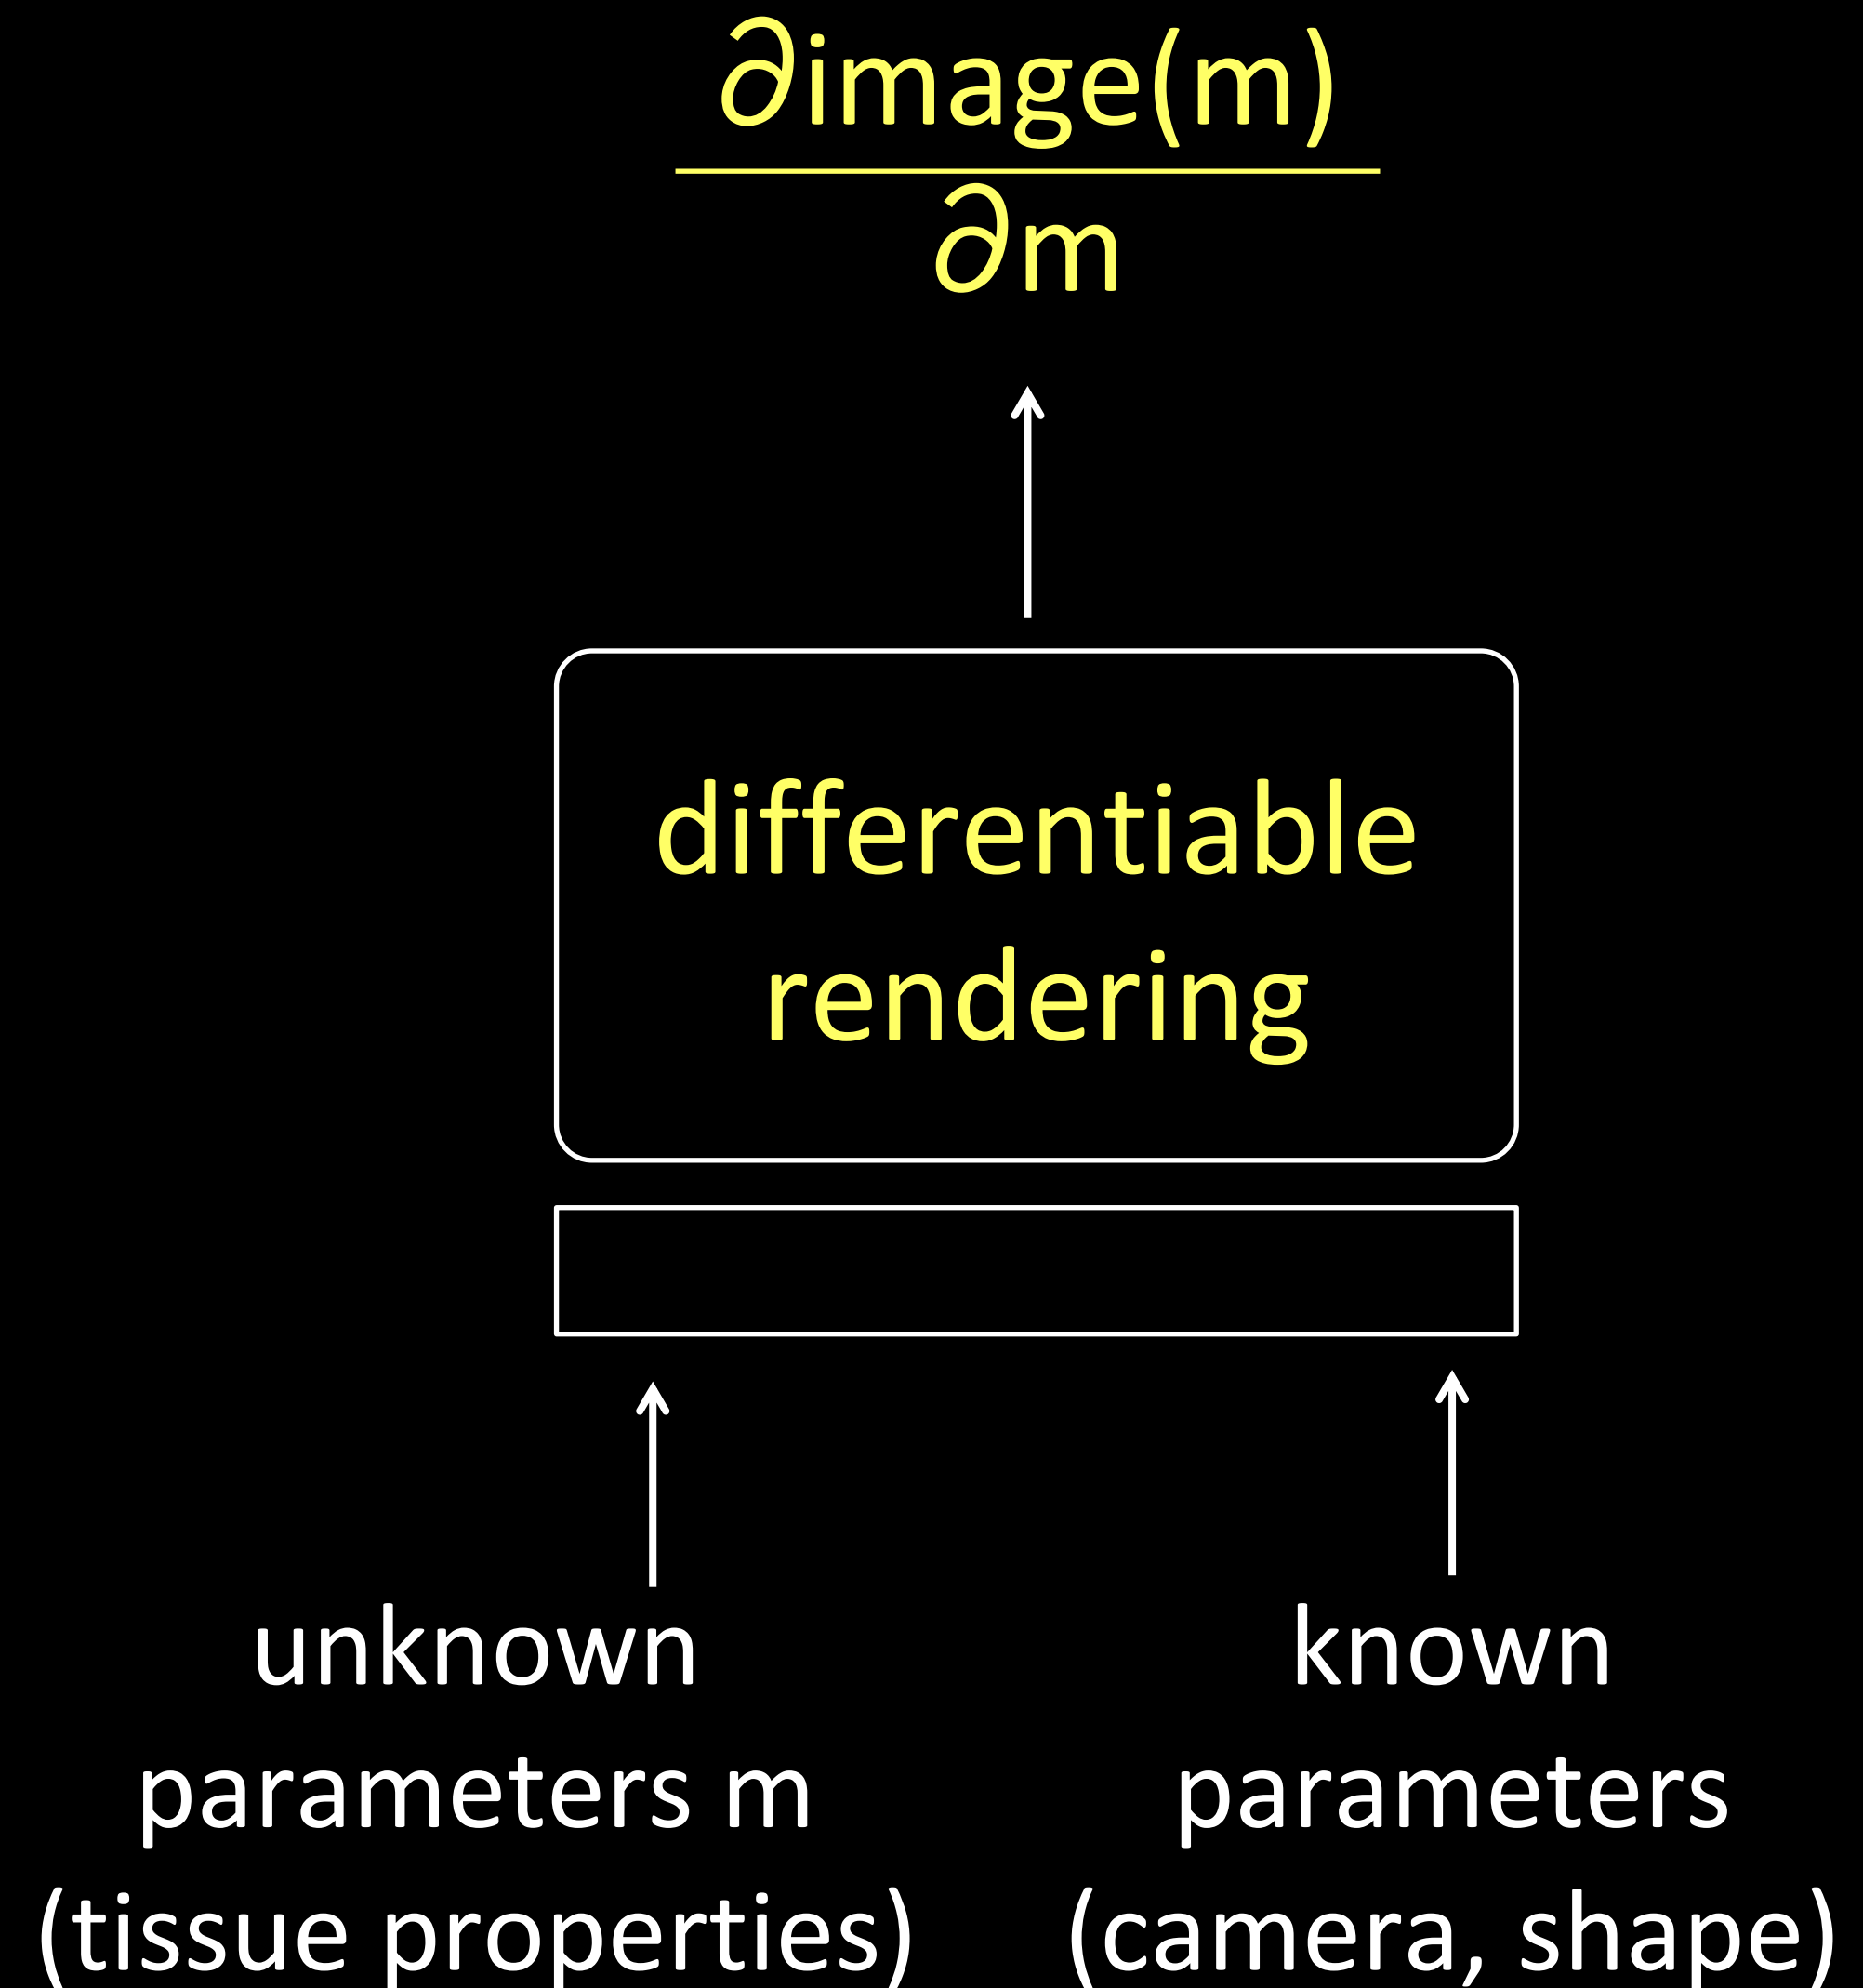 ∂image(m)
∂m
differentiable
rendering
unknown
parameters m
(tissue properties)
known
parameters
(camera, shape)